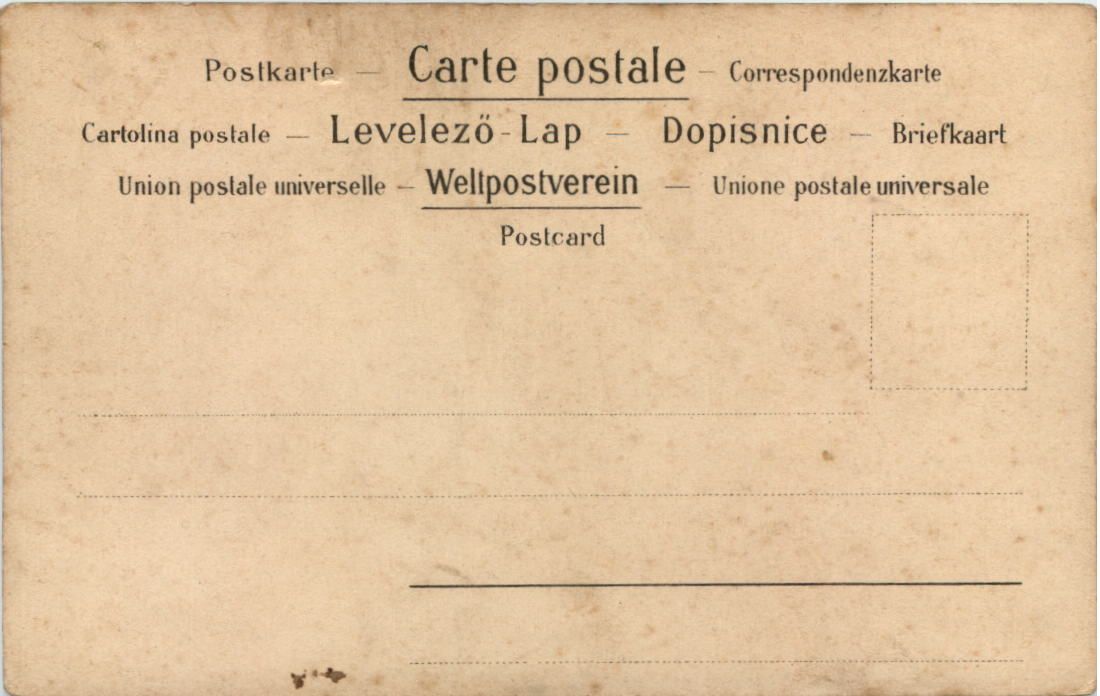 Postkarte — Carte postale — Correspondenzkarte
Cartolina postale — Levelező-Lap — Dopisnice — Briefkaart
Union postale universelle — Weltpostverein — Unione postale universale
Postcard